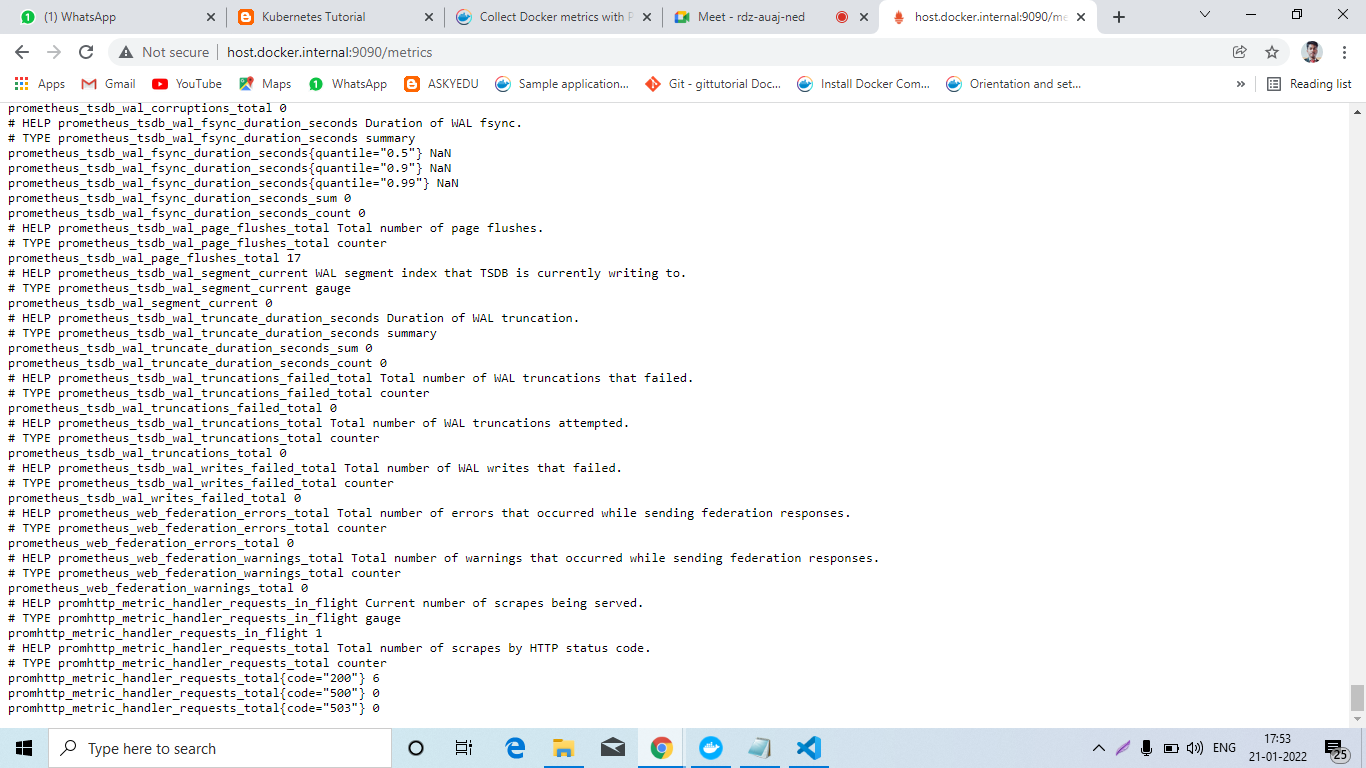 (1) WhatsApp
Kubernetes Tutorial
Collect Docker metrics with P
Meet - rdz-auaj-ned
host.docker.internal:9090/me
Not secure
host.docker.internal:9090/metrics
Apps
Gmail
YouTube
Maps
WhatsApp
ASKYEDU
Sample application...
Git - gittutorial Doc...
Install Docker Com...
Orientation and set...
»
Reading list
prometheus_tsdb_wal_corruptions_total 0
# HELP prometheus_tsdb_wal_fsync_duration_seconds Duration of WAL fsync.
# TYPE prometheus_tsdb_wal_fsync_duration_seconds summary
prometheus_tsdb_wal_fsync_duration_seconds{quantile="0.5"} NaN
prometheus_tsdb_wal_fsync_duration_seconds{quantile="0.9"} NaN
prometheus_tsdb_wal_fsync_duration_seconds{quantile="0.99"} NaN
prometheus_tsdb_wal_fsync_duration_seconds_sum 0
prometheus_tsdb_wal_fsync_duration_seconds_count 0
# HELP prometheus_tsdb_wal_page_flushes_total Total number of page flushes.
# TYPE prometheus_tsdb_wal_page_flushes_total counter
prometheus_tsdb_wal_page_flushes_total 17
# HELP prometheus_tsdb_wal_segment_current WAL segment index that TSDB is currently writing to.
# TYPE prometheus_tsdb_wal_segment_current gauge
prometheus_tsdb_wal_segment_current 0
# HELP prometheus_tsdb_wal_truncate_duration_seconds Duration of WAL truncation.
# TYPE prometheus_tsdb_wal_truncate_duration_seconds summary
prometheus_tsdb_wal_truncate_duration_seconds_sum 0
prometheus_tsdb_wal_truncate_duration_seconds_count 0
# HELP prometheus_tsdb_wal_truncations_failed_total Total number of WAL truncations that failed.
# TYPE prometheus_tsdb_wal_truncations_failed_total counter
prometheus_tsdb_wal_truncations_failed_total 0
# HELP prometheus_tsdb_wal_truncations_total Total number of WAL truncations attempted.
# TYPE prometheus_tsdb_wal_truncations_total counter
prometheus_tsdb_wal_truncations_total 0
# HELP prometheus_tsdb_wal_writes_failed_total Total number of WAL writes that failed.
# TYPE prometheus_tsdb_wal_writes_failed_total counter
prometheus_tsdb_wal_writes_failed_total 0
# HELP prometheus_web_federation_errors_total Total number of errors that occurred while sending federation responses.
# TYPE prometheus_web_federation_errors_total counter
prometheus_web_federation_errors_total 0
# HELP prometheus_web_federation_warnings_total Total number of warnings that occurred while sending federation responses.
# TYPE prometheus_web_federation_warnings_total counter
prometheus_web_federation_warnings_total 0
# HELP promhttp_metric_handler_requests_in_flight Current number of scrapes being served.
# TYPE promhttp_metric_handler_requests_in_flight gauge
promhttp_metric_handler_requests_in_flight 1
# HELP promhttp_metric_handler_requests_total Total number of scrapes by HTTP status code.
# TYPE promhttp_metric_handler_requests_total counter
promhttp_metric_handler_requests_total{code="200"} 6
promhttp_metric_handler_requests_total{code="500"} 0
promhttp_metric_handler_requests_total{code="503"} 0
Type here to search
ENG
17:53
21-01-2022
25